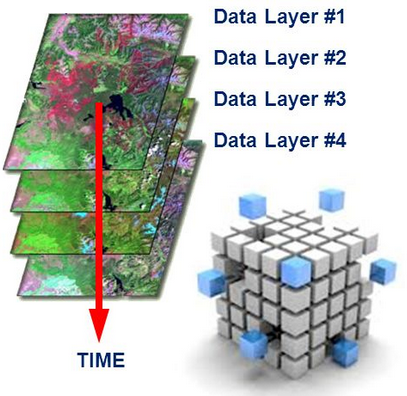 Data Layer #1
Data Layer #2
Data Layer #3
Data Layer #4
TIME